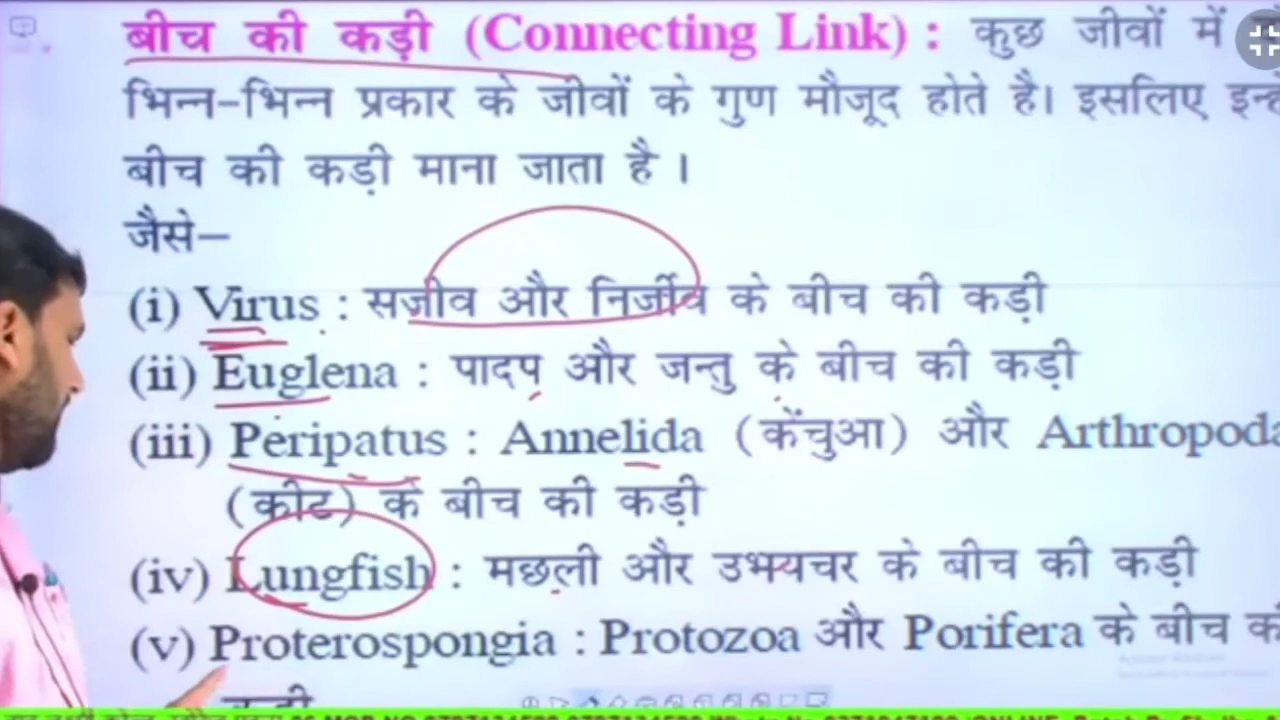 बीच की कड़ी (Connecting Link) : कुछ जीवों में
भिन्न-भिन्न प्रकार के जीवों के गुण मौजूद होते है। इसलिए
बीच की कड़ी माना जाता है ।
जैसे–
(i) Virus : सजीव और निर्जीव के बीच की कड़ी
(ii) Euglena : पादप और जन्तु के बीच की कड़ी
(iii) Peripatus : Annelida (केंचुआ) और Arthropoda
(कीट) के बीच की कड़ी
(iv) Lungfish : मछली और उभयचर के बीच की कड़ी
(v) Proterospongia : Protozoa और Porifera के बीच की
कड़ी